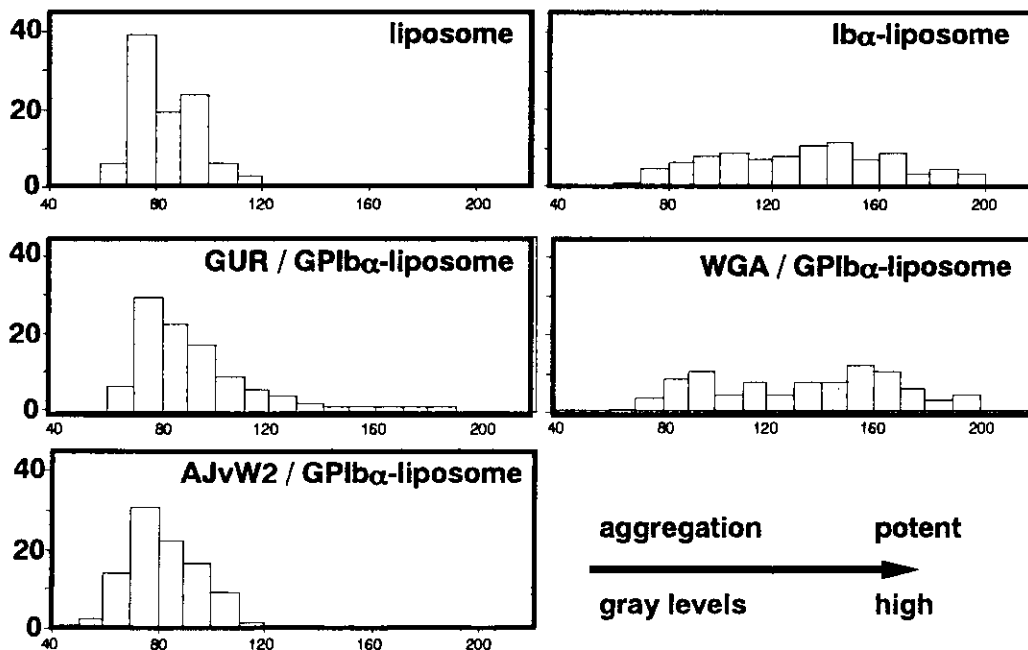 liposome
40
20
0
40 80 120 160 200
Ibα-liposome
40 80 120 160 200
GUR / GPIbα-liposome
40
20
0
40 80 120 160 200
WGA / GPIbα-liposome
40 80 120 160 200
AJvW2 / GPIbα-liposome
40
20
0
40 80 120 160 200
aggregation potent
gray levels high